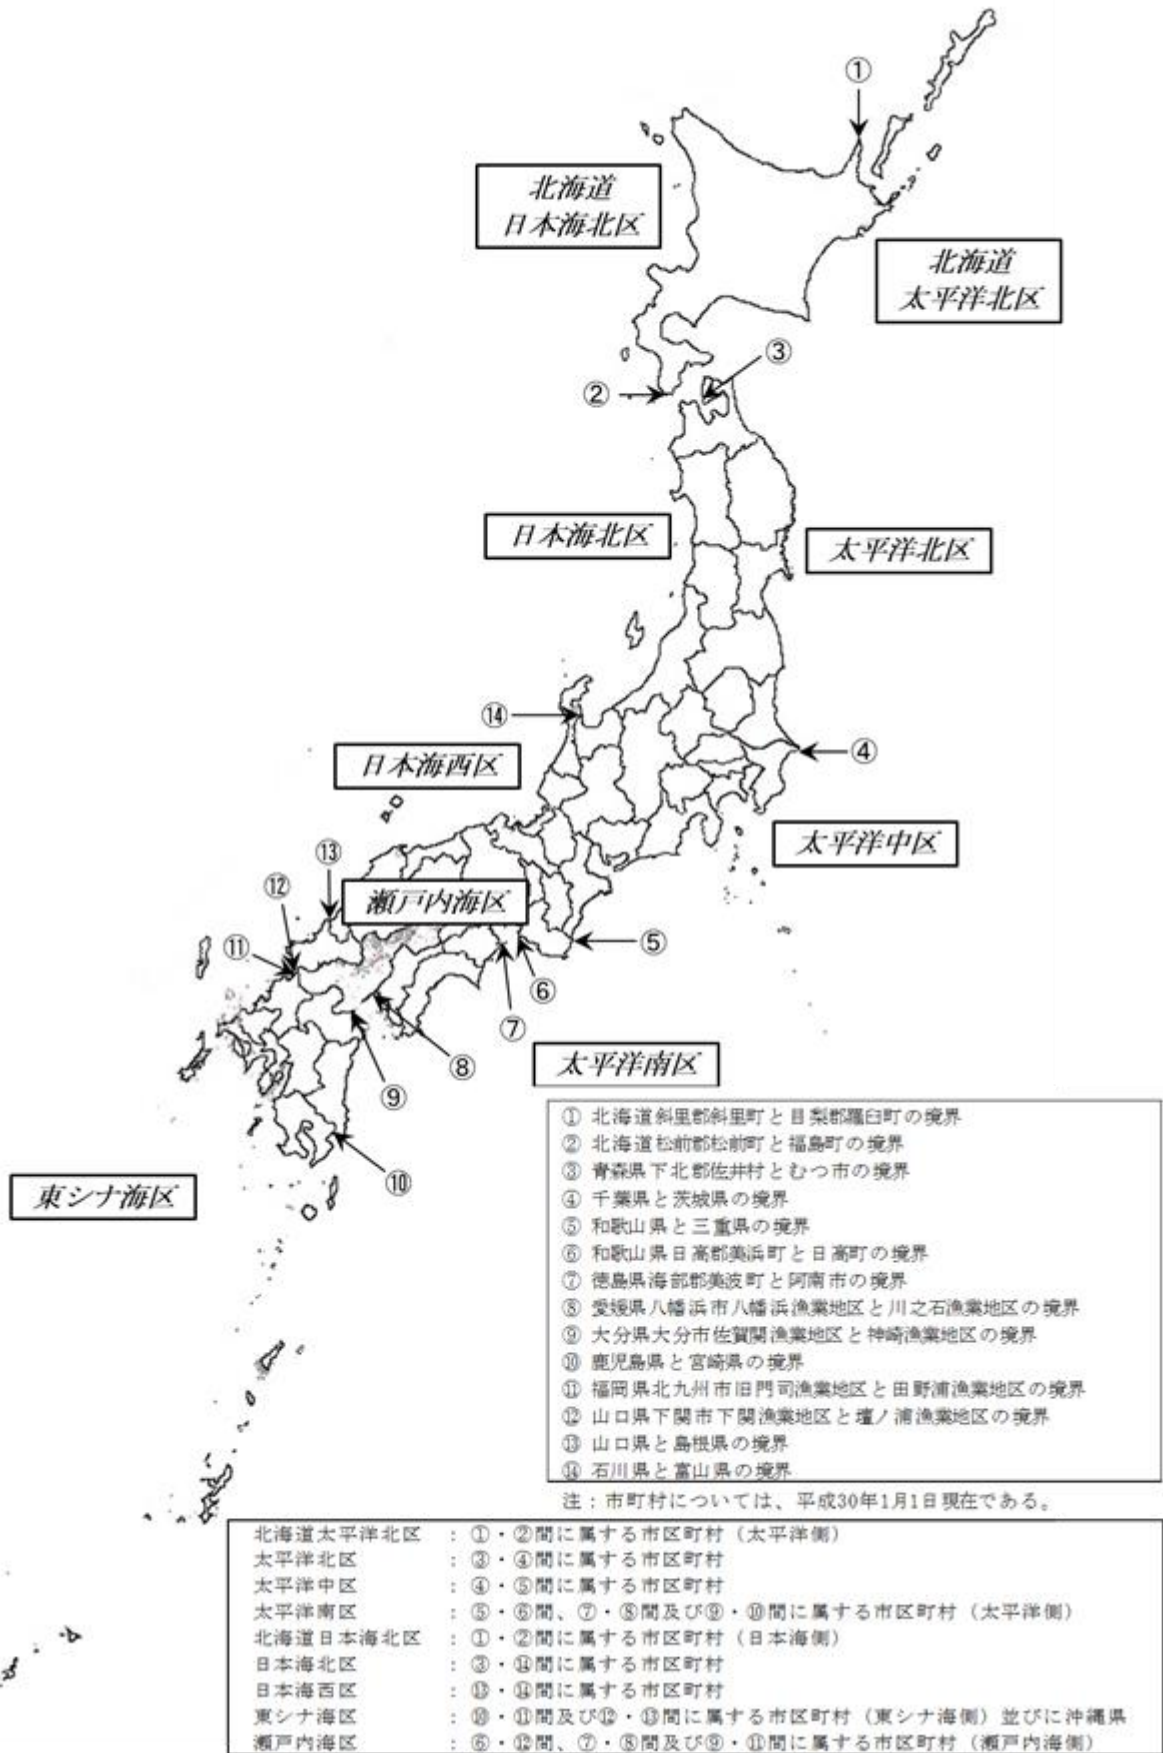 ①
北海道
日本海北区
北海道
太平洋北区
③
②
日本海北区
太平洋北区
⑭
④
日本海西区
太平洋中区
⑬
⑫
瀬戸内海区
⑪
⑤
⑥
⑦
太平洋南区
⑧
⑨
⑩
東シナ海区
① 北海道斜里郡斜里町と目梨郡羅臼町の境界
② 北海道松前郡松前町と福島町の境界
③ 青森県下北郡佐井村とむつ市の境界
④ 千葉県と茨城県の境界
⑤ 和歌山県と三重県の境界
⑥ 和歌山県日高郡美浜町と日高町の境界
⑦ 徳島県海部郡美波町と阿南市の境界
⑧ 愛媛県八幡浜市八幡浜漁業地区と川之石漁業地区の境界
⑨ 大分県大分市佐賀関漁業地区と神崎漁業地区の境界
⑩ 鹿児島県と宮崎県の境界
⑪ 福岡県北九州市旧門司漁業地区と田野浦漁業地区の境界
⑫ 山口県下関市下関漁業地区と壇ノ浦漁業地区の境界
⑬ 山口県と島根県の境界
⑭ 石川県と富山県の境界
注：市町村については、平成30年1月1日現在である。
北海道太平洋北区 ：①・②間に属する市区町村（太平洋側）
太平洋北区 ：③・④間に属する市区町村
太平洋中区 ：④・⑤間に属する市区町村
太平洋南区 ：⑤・⑥間、⑦・⑧間及び⑨・⑩間に属する市区町村（太平洋側）
北海道日本海北区 ：①・②間に属する市区町村（日本海側）
日本海北区 ：③・⑭間に属する市区町村
日本海西区 ：⑬・⑭間に属する市区町村
東シナ海区 ：⑩・⑪間及び⑫・⑬間に属する市区町村（東シナ海側）並びに沖縄県
瀬戸内海区 ：⑥・⑫間、⑦・⑧間及び⑨・⑪間に属する市区町村（瀬戸内海側）